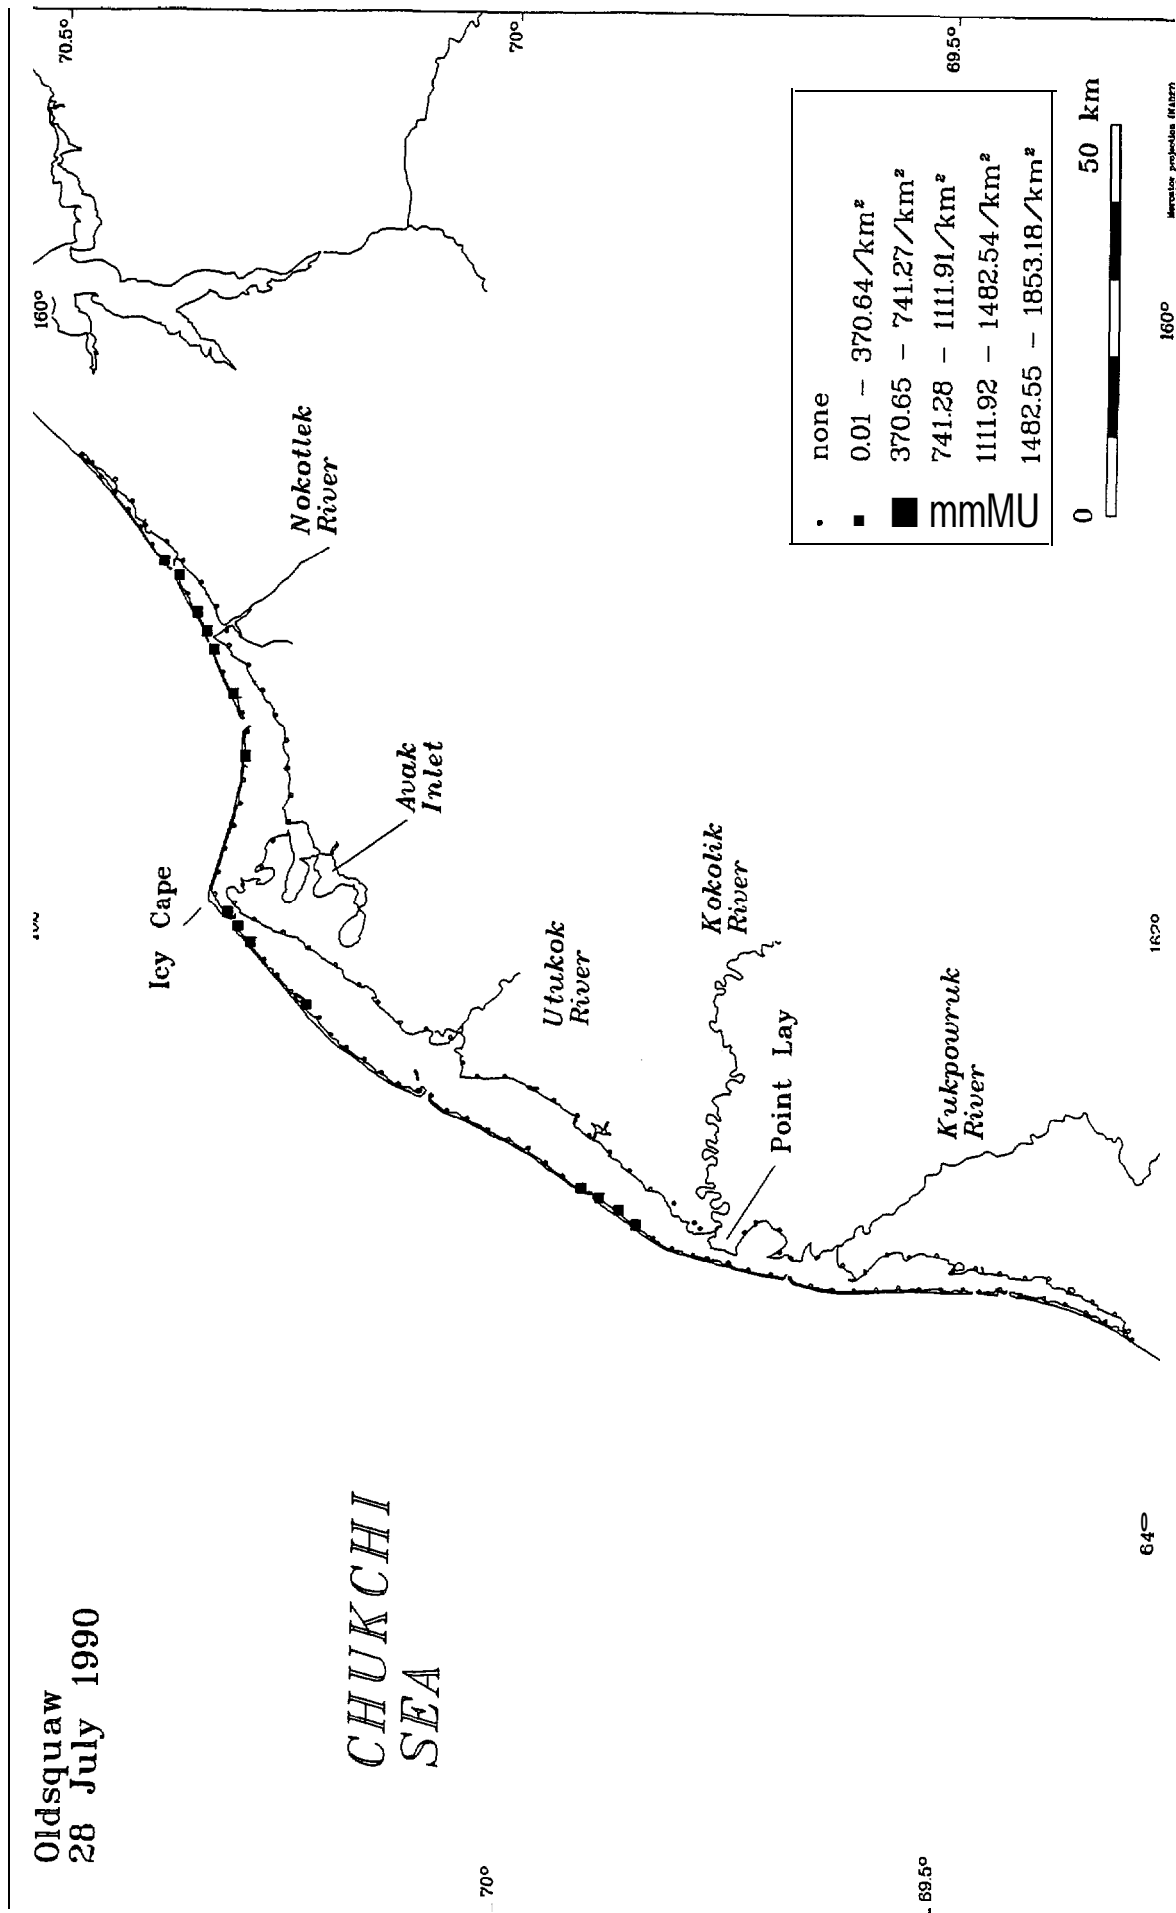 Oldsquaw
28 July 1990
CHUKCHI
SEA
Icy Cape
Nokotlek
River
Avak
Inlet
Utukok
River
Kokolik
River
Point Lay
Kukpowruk
River
70.5°
70°
69.5°
160°
70°
69.5°
64°
162°
160°
none
0.01 – 370.64/km²
370.65 – 741.27/km²
741.28 – 1111.91/km²
1111.92 – 1482.54/km²
1482.55 – 1853.18/km²
mmMU
0 50 km
Mercator projection